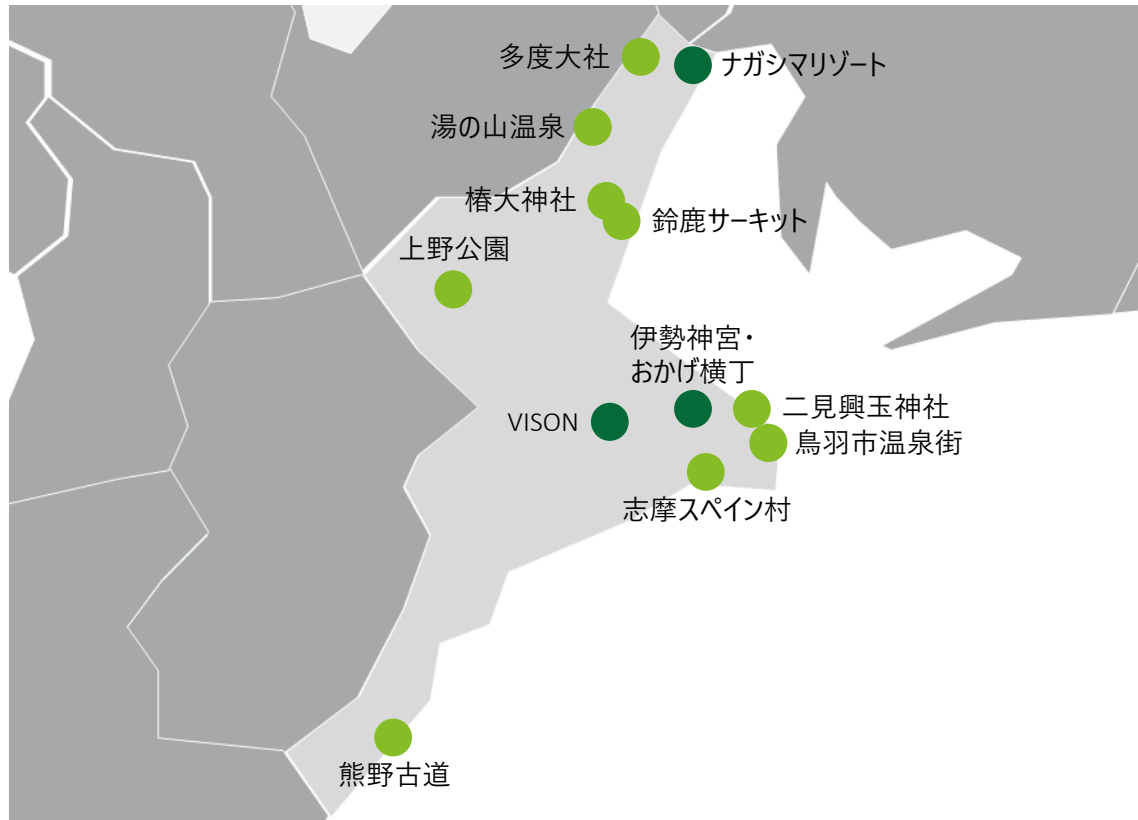 多度大社
ナガシマリゾート
湯の山温泉
椿大神社
鈴鹿サーキット
上野公園
伊勢神宮・
おかげ横丁
二見興玉神社
VISON
鳥羽市温泉街
志摩スペイン村
熊野古道